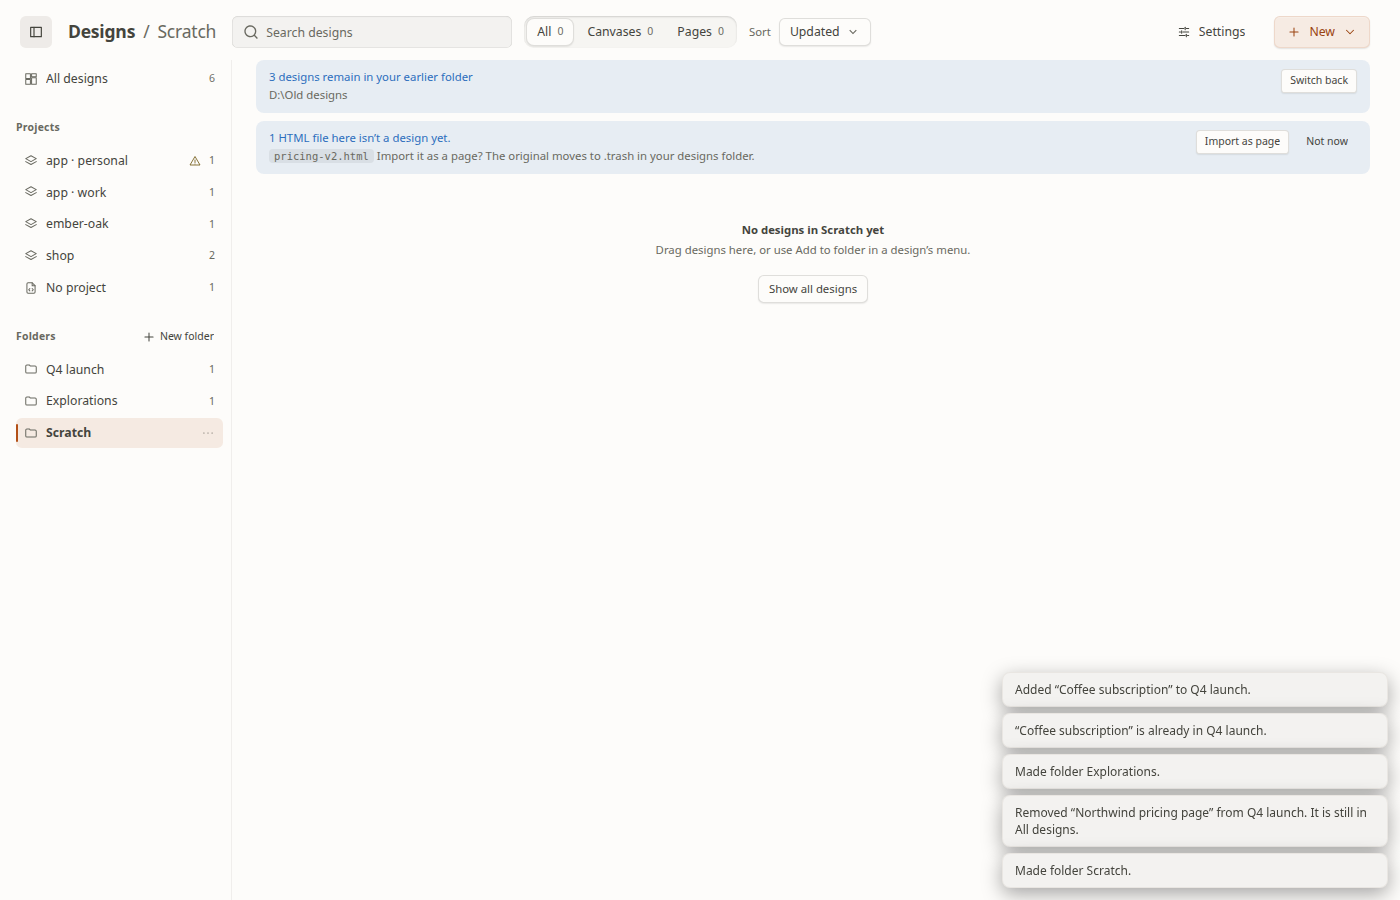 Designs / Scratch
Search designs
All 0
Canvases 0
Pages 0
Sort
Updated
Settings
New
All designs 6
Projects
app · personal 1
app · work 1
ember-oak 1
shop 2
No project 1
Folders
New folder
Q4 launch 1
Explorations 1
Scratch
3 designs remain in your earlier folder
D:\Old designs
Switch back
1 HTML file here isn’t a design yet.
pricing-v2.html Import it as a page? The original moves to .trash in your designs folder.
Import as page
Not now
No designs in Scratch yet
Drag designs here, or use Add to folder in a design’s menu.
Show all designs
Added “Coffee subscription” to Q4 launch.
“Coffee subscription” is already in Q4 launch.
Made folder Explorations.
Removed “Northwind pricing page” from Q4 launch. It is still in
All designs.
Made folder Scratch.